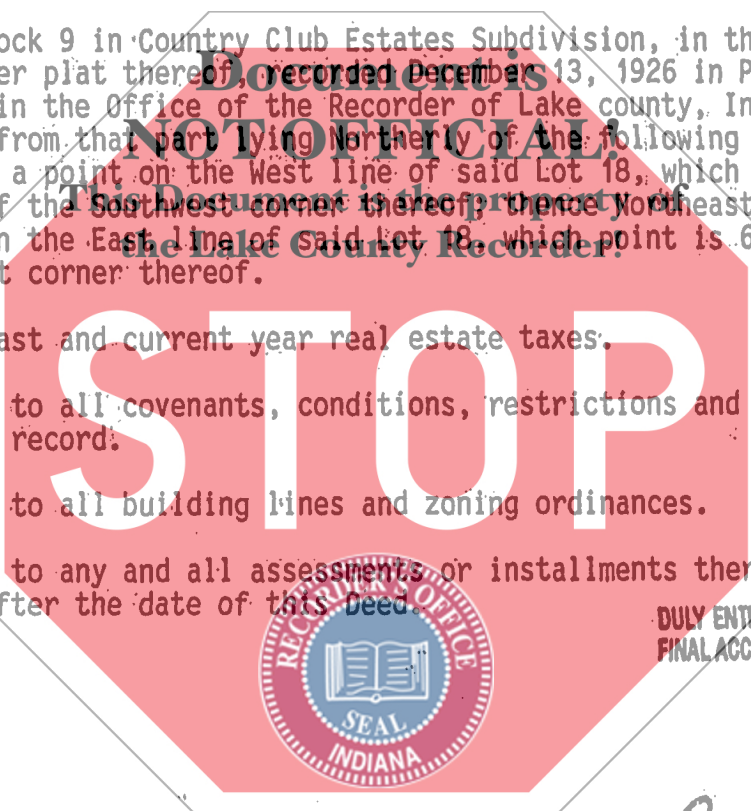 ock 9 in Country Club Estates Subdivision, in th
er plat thereof, recorded December 13, 1926 in P
Document is
in the Office of the Recorder of Lake county, In
from that part lying Northerly of the following
NOT OFFICIAL!
a point on the West line of said Lot 18, which
f the Southwest corner thereof; thence Northeast
This Document is the property of
n the East line of said Lot 18, which point is 6
the Lake County Recorder!
t corner thereof.
ast and current year real estate taxes.
STOP
to all covenants, conditions, restrictions and
record.
to all building lines and zoning ordinances.
to any and all assessments or installments ther
fter the date of this Deed.
DULY ENT
FINAL ACC
RECORDER'S OFFICE
SEAL
INDIANA